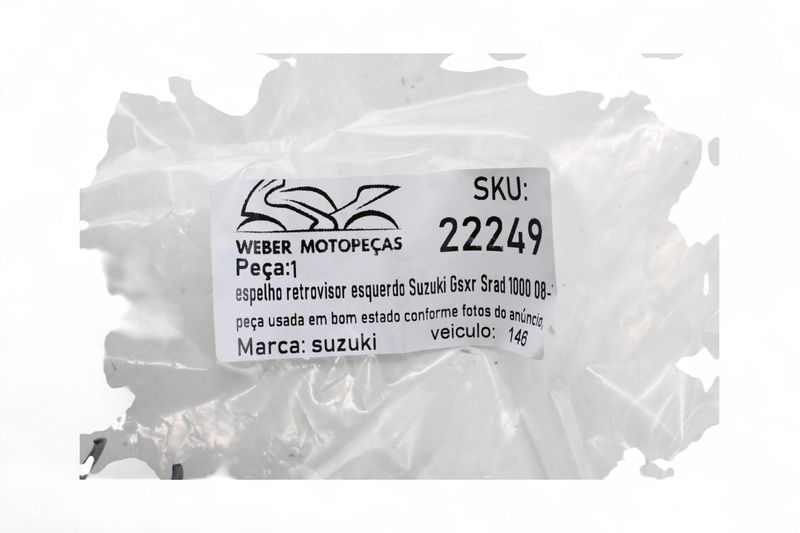 SKU:
22249
WEBER MOTOPEÇAS
Peça:1
espelho retrovisor esquerdo Suzuki Gsxr Srad 1000 08-
peça usada em bom estado conforme fotos do anúncio,
Marca: suzuki veiculo: 146